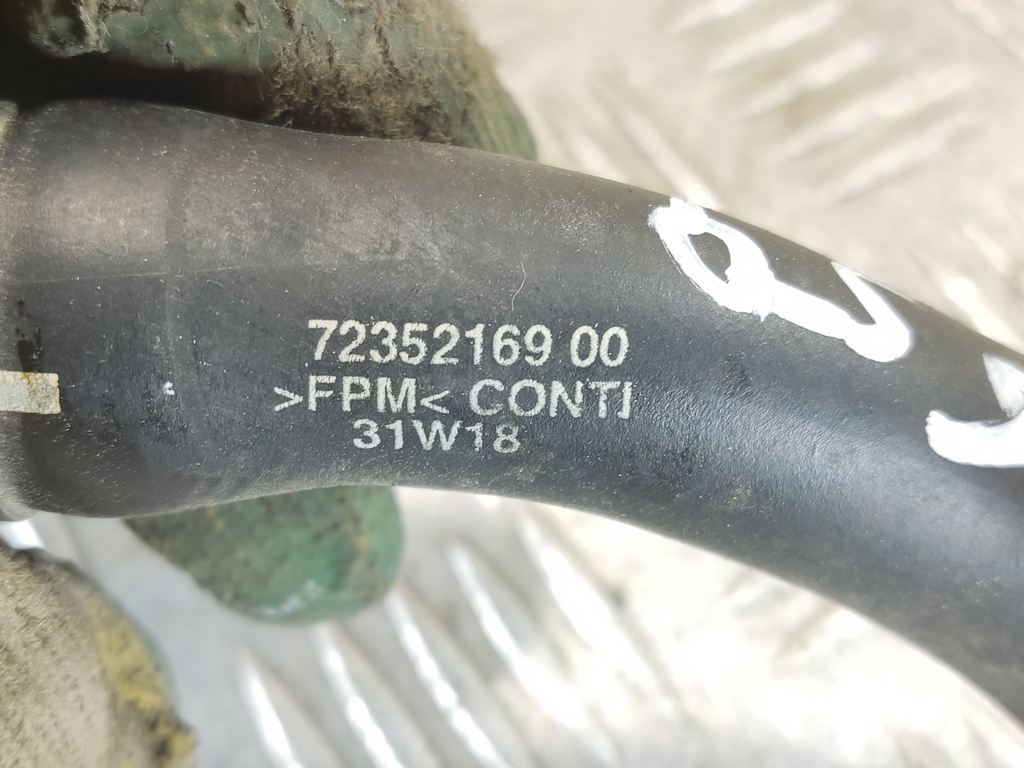 72352169 00
>FPM< CONTI
31W18